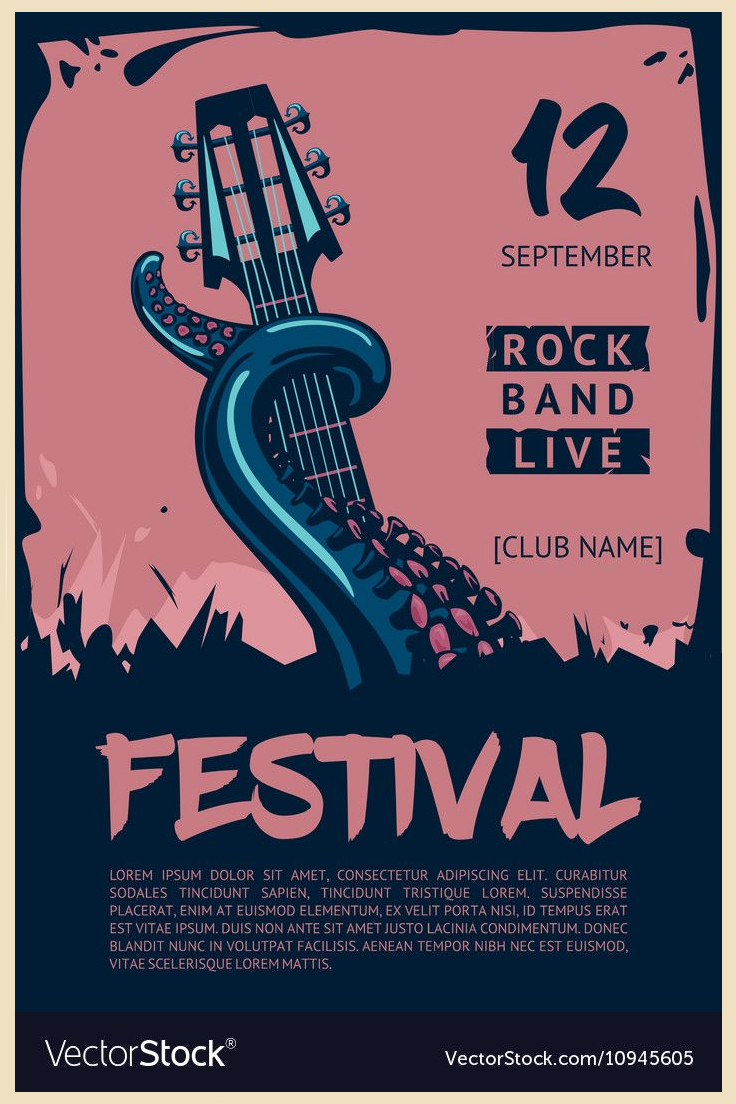 12
SEPTEMBER
ROCK
BAND
LIVE
[CLUB NAME]
FESTIVAL
LOREM IPSUM DOLOR SIT AMET, CONSECTETUR ADIPISCING ELIT. CURABITUR
SODALES TINCIDUNT SAPIEN, TINCIDUNT TRISTIQUE LOREM. SUSPENDISSE
PLACERAT, ENIM AT EUISMOD ELEMENTUM, EX VELIT PORTA NISI, ID TEMPUS ERAT
EST VITAE IPSUM. DUIS NON ANTE SIT AMET JUSTO LACINIA CONDIMENTUM. DONEC
BLANDIT NUNC IN VOLUTPAT FACILISIS. AENEAN TEMPOR NIBH NEC EST EUISMOD,
VITAE SCELERISQUE LOREM MATTIS.
VectorStock®
VectorStock.com/10945605